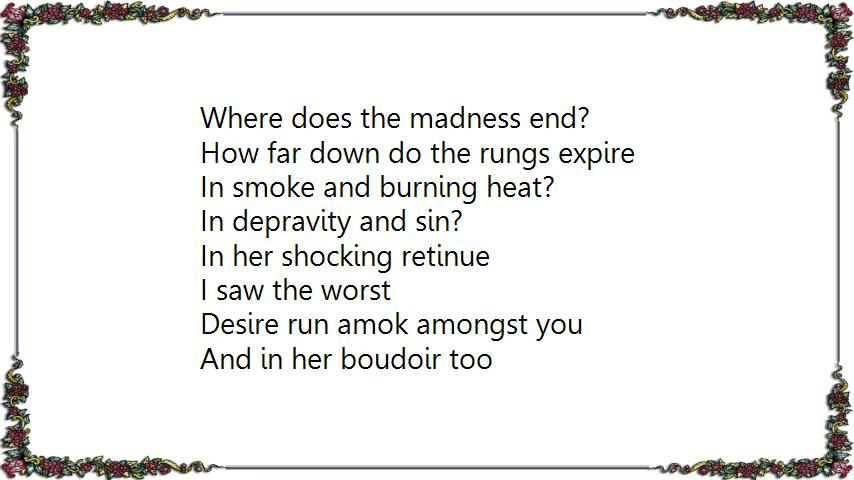 Where does the madness end?
How far down do the rungs expire
In smoke and burning heat?
In depravity and sin?
In her shocking retinue
I saw the worst
Desire run amok amongst you
And in her boudoir too